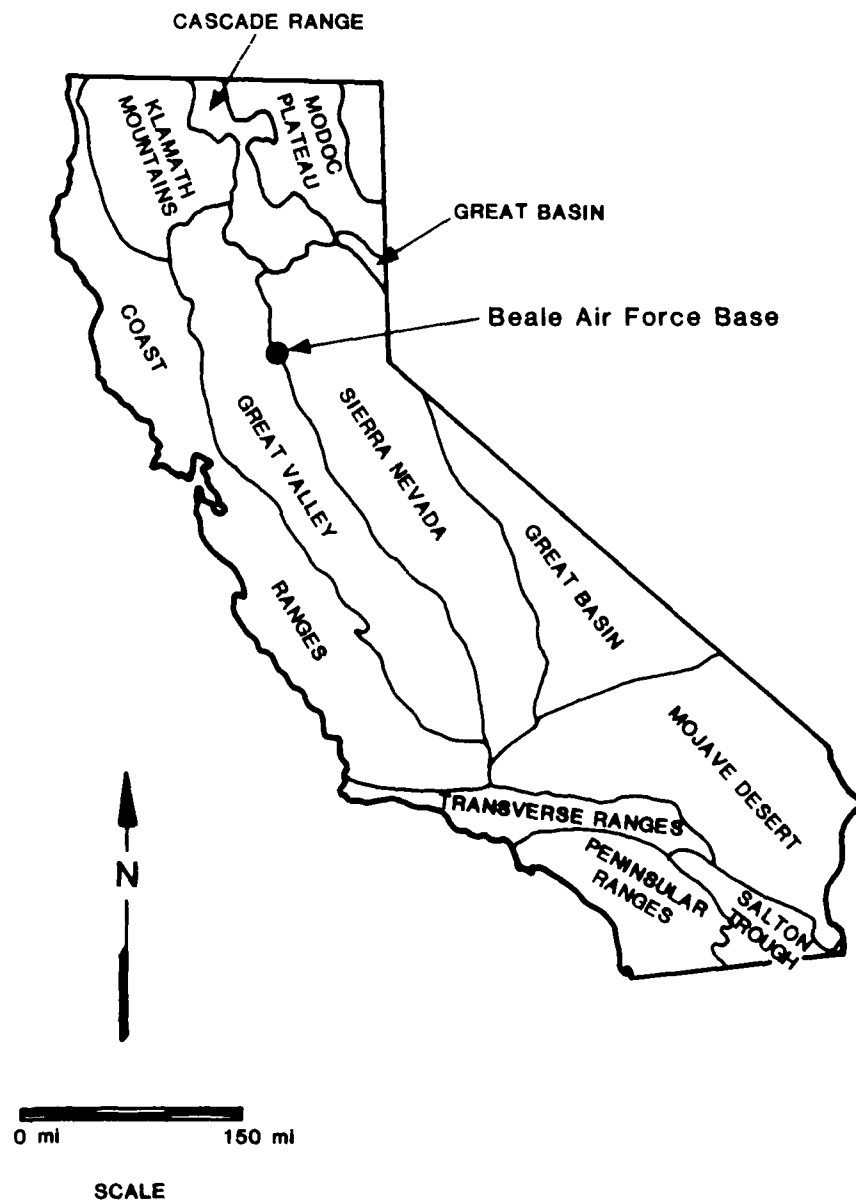 CASCADE RANGE
KLAMATH
MOUNTAINS
MODOC
PLATEAU
GREAT BASIN
Beale Air Force Base
COAST
GREAT VALLEY
SIERRA NEVADA
GREAT BASIN
RANGES
MOJAVE DESERT
TRANSVERSE RANGES
PENINSULAR
RANGES
SALTON
TROUGH
N
0 mi 150 mi
SCALE